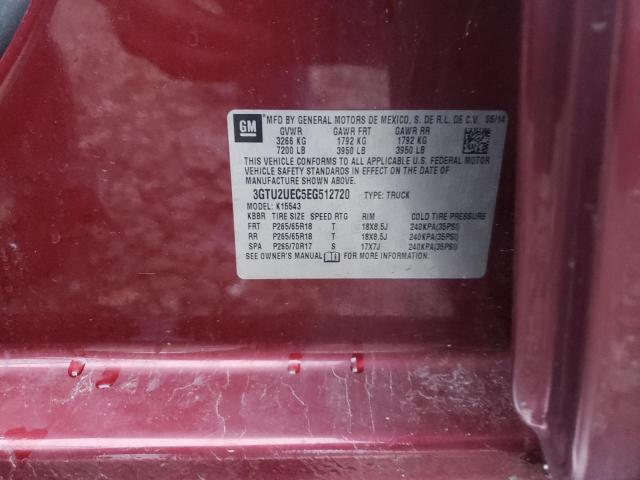 GM MFD BY GENERAL MOTORS DE MEXICO, S. DE R.L. DE C.V. 06/14
GVWR GAWR FRT GAWR RR
3266 KG 1792 KG 1792 KG
7200 LB 3950 LB 3950 LB
THIS VEHICLE CONFORMS TO ALL APPLICABLE U.S. FEDERAL MOTOR
VEHICLE SAFETY STANDARDS IN EFFECT ON THE DATE OF
MANUFACTURE SHOWN ABOVE.
3GTU2UEC5EG512720 TYPE: TRUCK
MODEL: K15543
KBBR TIRE SIZE SPEED RTG RIM COLD TIRE PRESSURE
FRT P265/65R18 T 18X8.5J 240KPA(35PSI)
RR P265/65R18 T 18X8.5J 240KPA(35PSI)
SPA P265/70R17 S 17X7J 240KPA(35PSI)
SEE OWNER'S MANUAL FOR MORE INFORMATION.